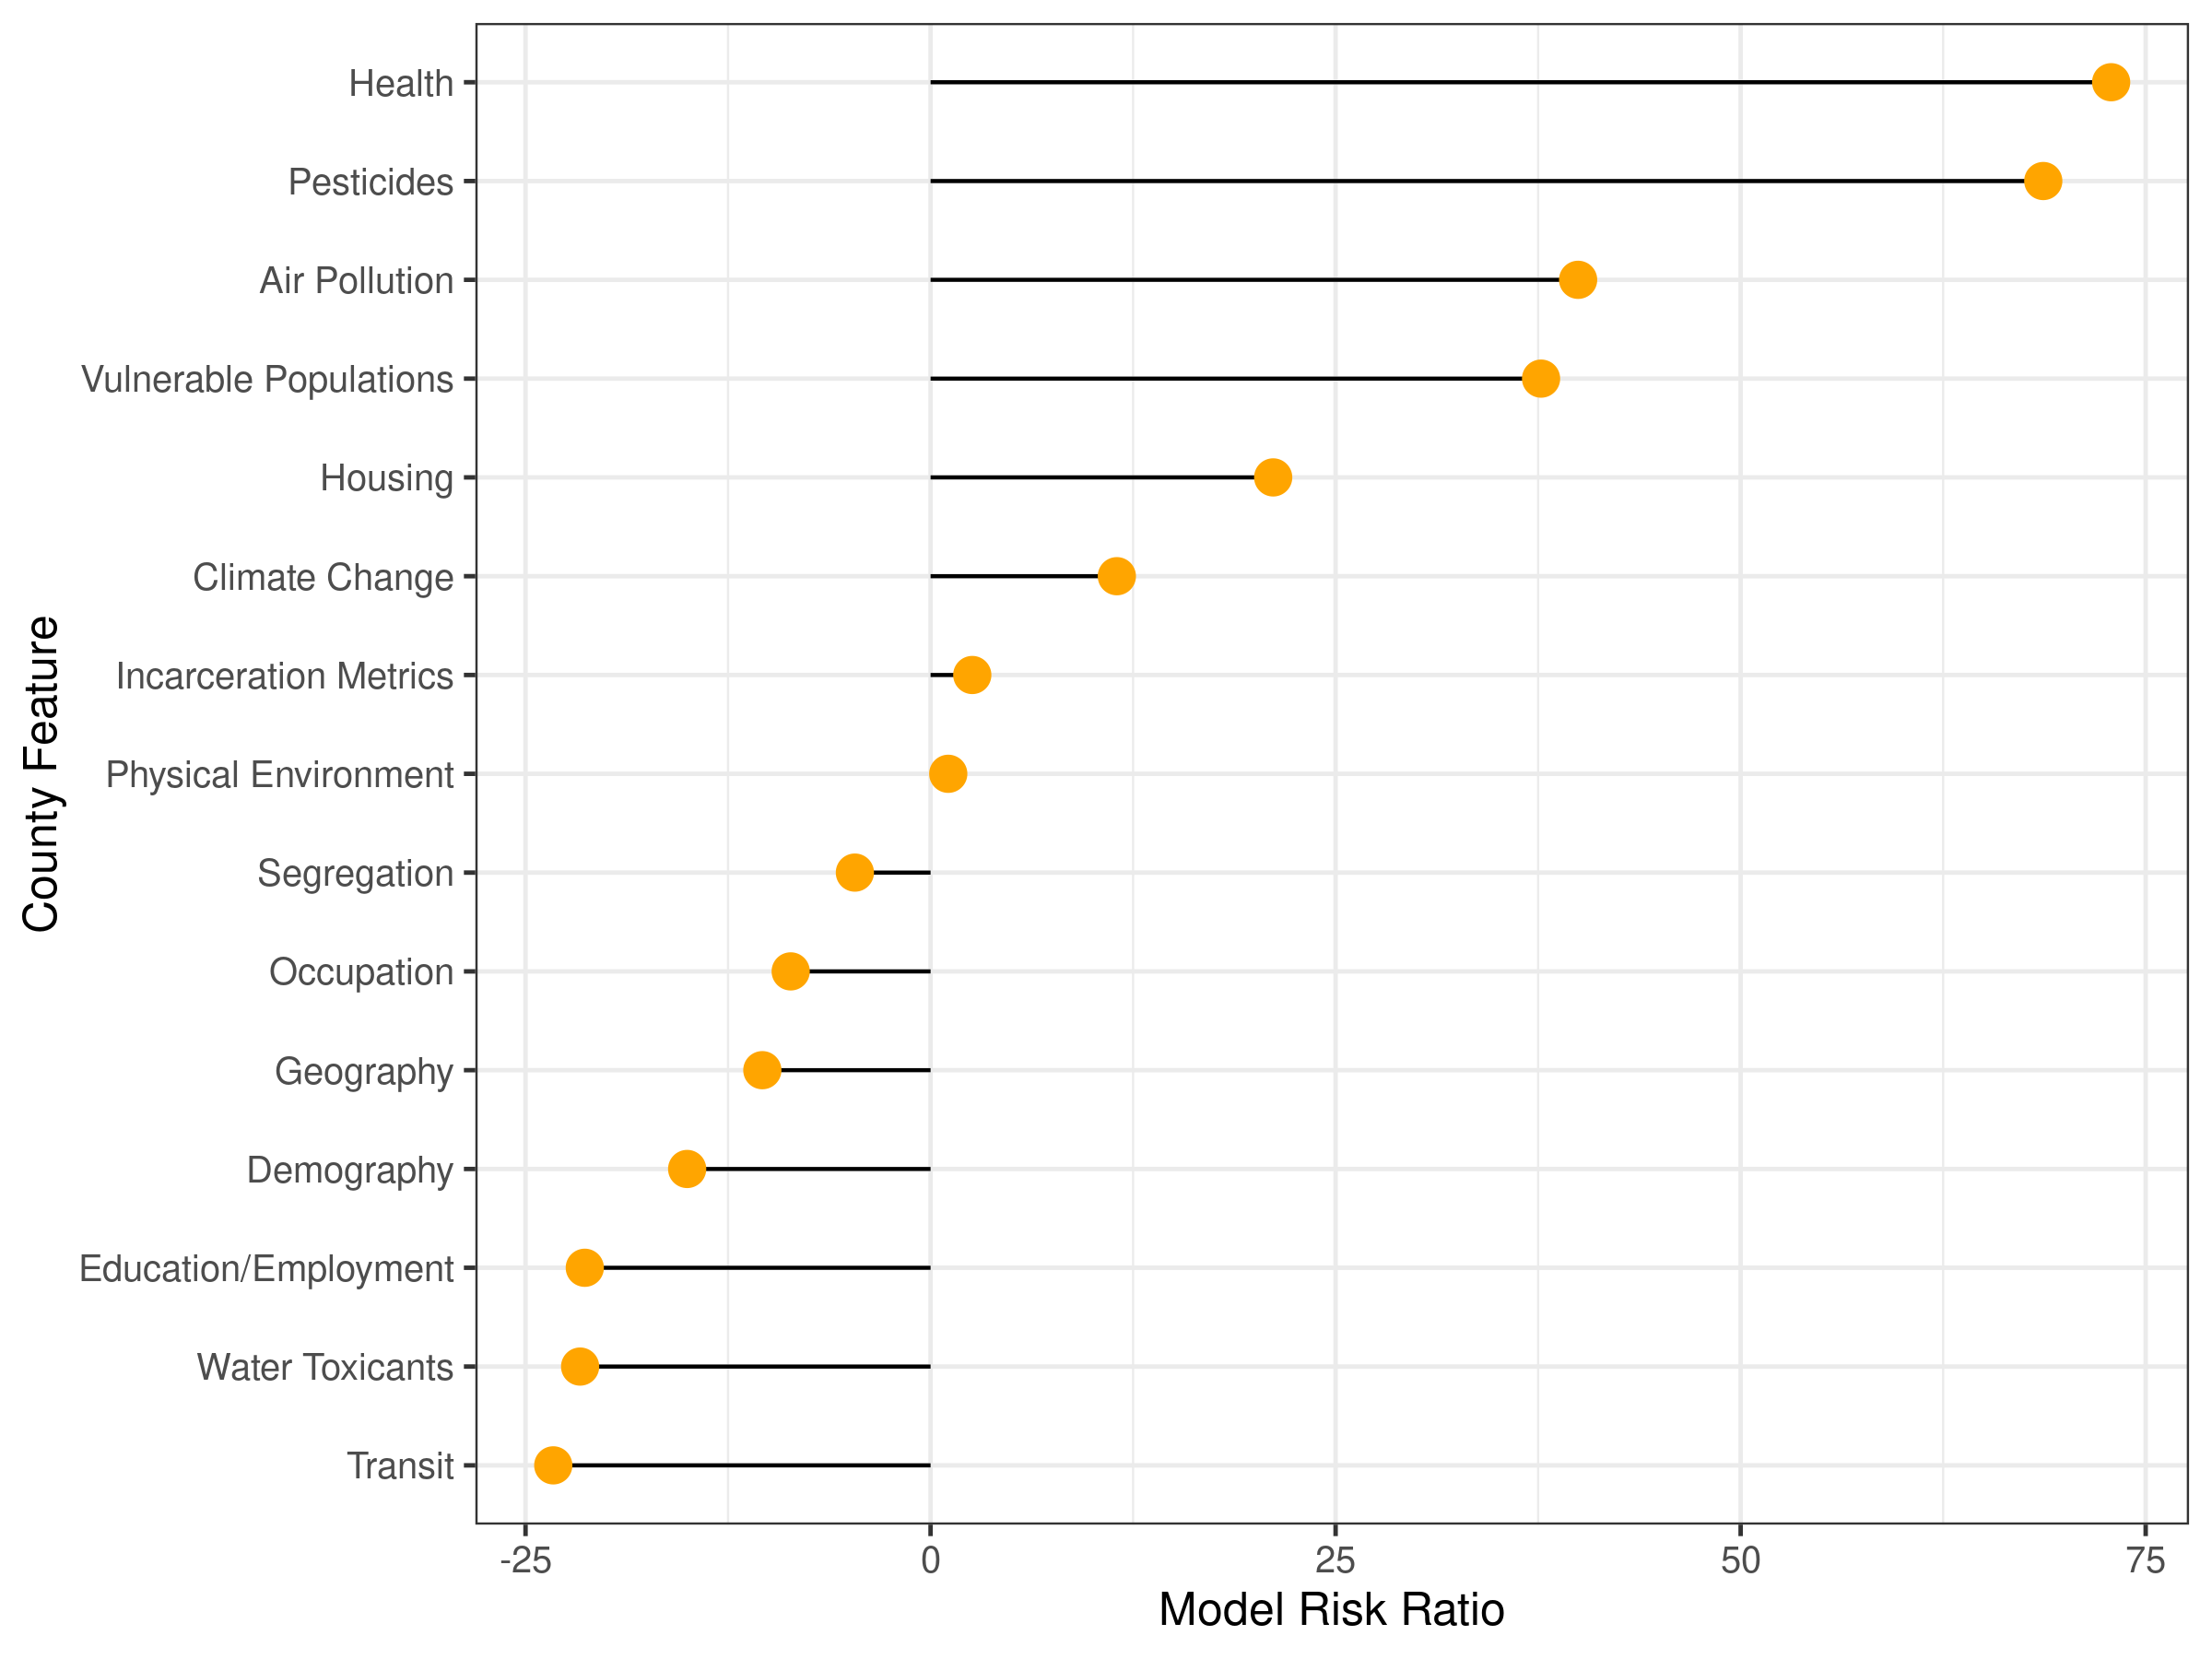 County Feature
Health
Pesticides
Air Pollution
Vulnerable Populations
Housing
Climate Change
Incarceration Metrics
Physical Environment
Segregation
Occupation
Geography
Demography
Education/Employment
Water Toxicants
Transit
-25 0 25 50 75
Model Risk Ratio